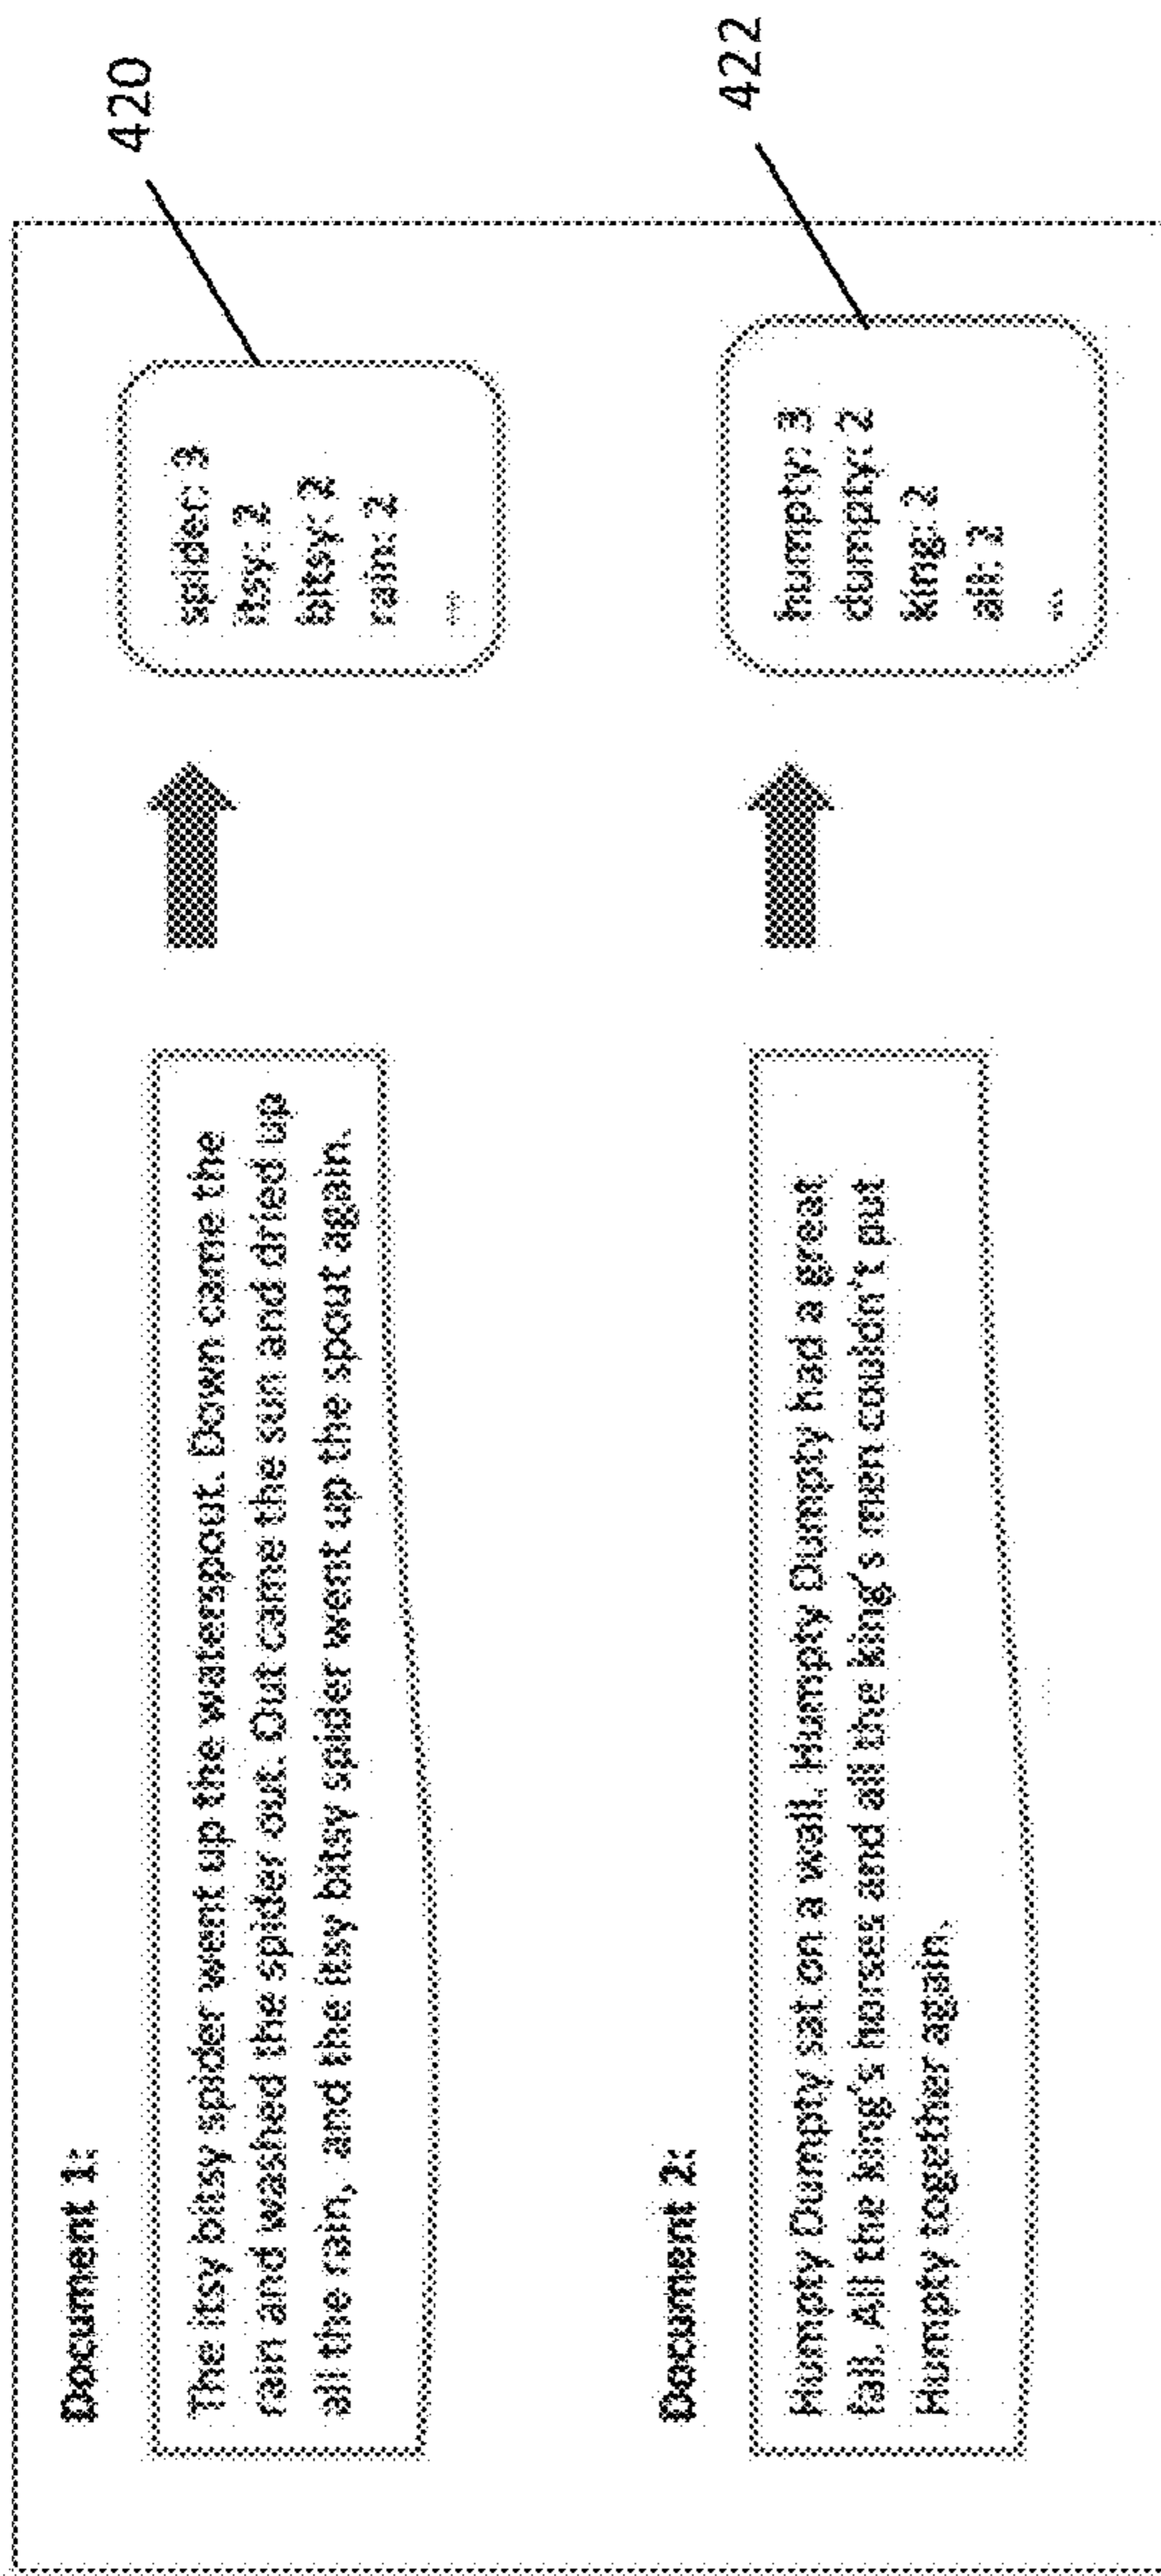 Document 1:
The itsy bitsy spider went up the waterspout. Down came the
rain and washed the spider out. Out came the sun and dried up
all the rain, and the itsy bitsy spider went up the spout again.
spider: 3
itsy: 2
bitsy: 2
rain: 2
...
420
Document 2:
Humpty Dumpty sat on a wall. Humpty Dumpty had a great
fall. All the king's horses and all the king's men couldn't put
Humpty together again.
humpty: 3
dumpty: 2
king: 2
all: 2
...
422